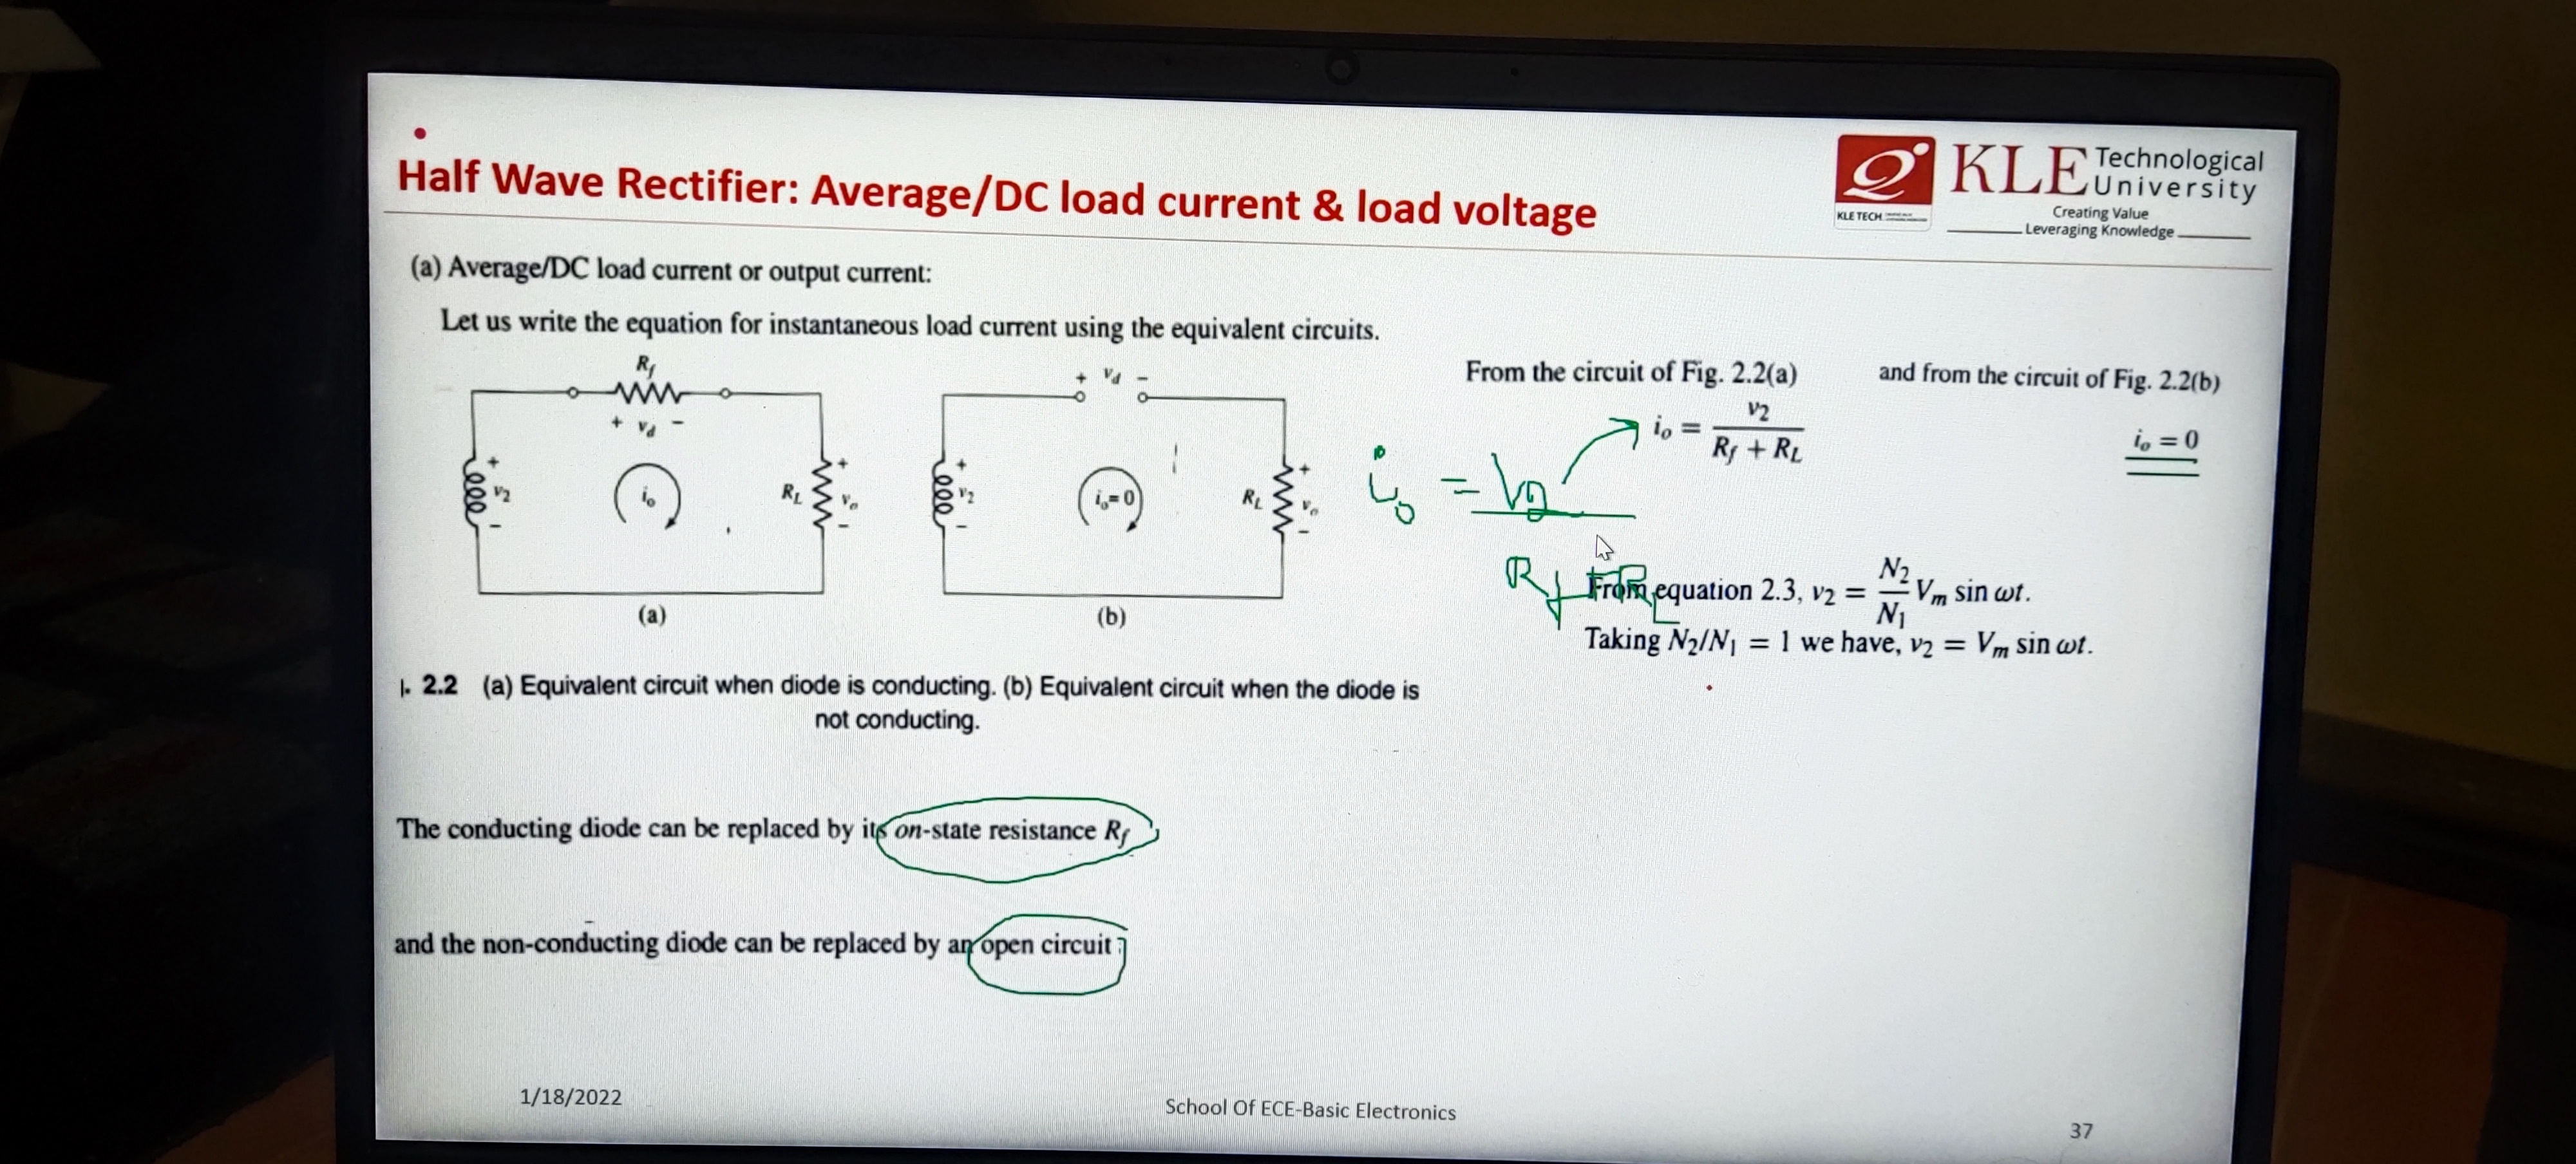 Half Wave Rectifier: Average/DC load current & load voltage
KLE TECH
KLE Technological University
Creating Value
Leveraging Knowledge
(a) Average/DC load current or output current:
Let us write the equation for instantaneous load current using the equivalent circuits.
R_f
+ v_d −
+ v_2 −
i_o
R_L
+ v_o −
(a)
+ v_d −
+ v_2 −
i_o = 0
R_L
+ v_o −
(b)
From the circuit of Fig. 2.2(a)
i_o = v_2 / (R_f + R_L)
and from the circuit of Fig. 2.2(b)
i_o = 0
i_o = V_2 / (R_f + R_L)
From equation 2.3, v_2 = N_2/N_1 V_m sin ωt.
Taking N_2/N_1 = 1 we have, v_2 = V_m sin ωt.
. 2.2 (a) Equivalent circuit when diode is conducting. (b) Equivalent circuit when the diode is
not conducting.
The conducting diode can be replaced by its on-state resistance R_f
and the non-conducting diode can be replaced by an open circuit
1/18/2022
School Of ECE-Basic Electronics
37